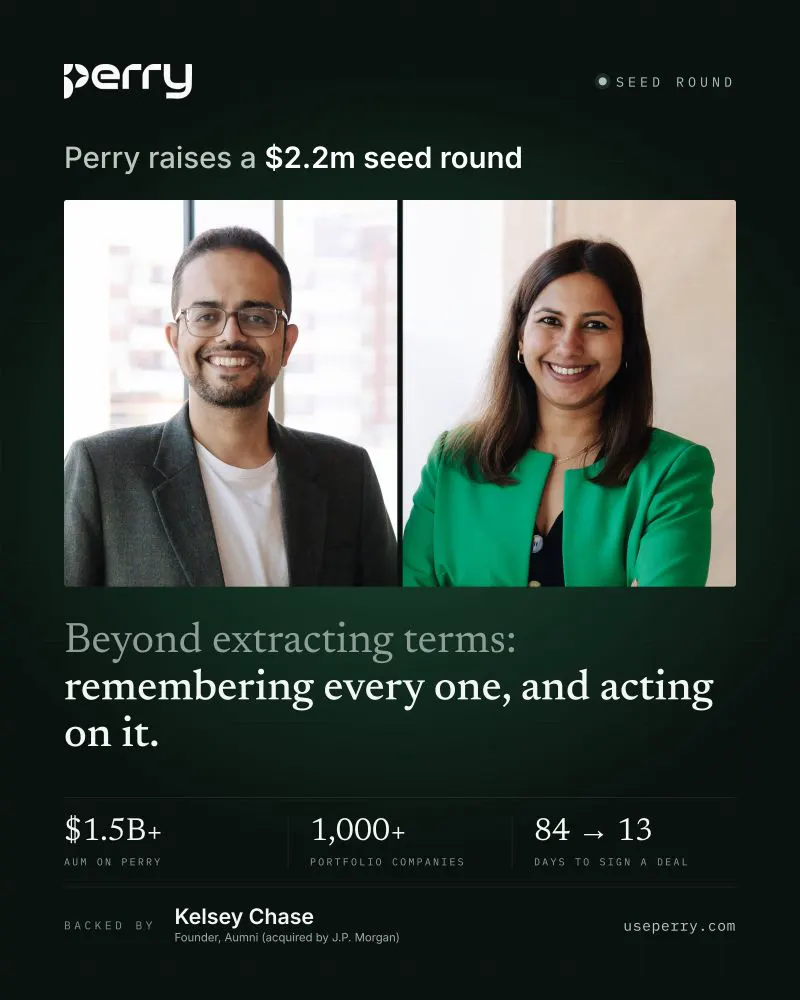 perry
SEED ROUND
Perry raises a $2.2m seed round
Beyond extracting terms:
remembering every one, and acting
on it.
$1.5B+
AUM ON PERRY
1,000+
PORTFOLIO COMPANIES
84 → 13
DAYS TO SIGN A DEAL
BACKED BY
Kelsey Chase
Founder, Aumni (acquired by J.P. Morgan)
useperry.com